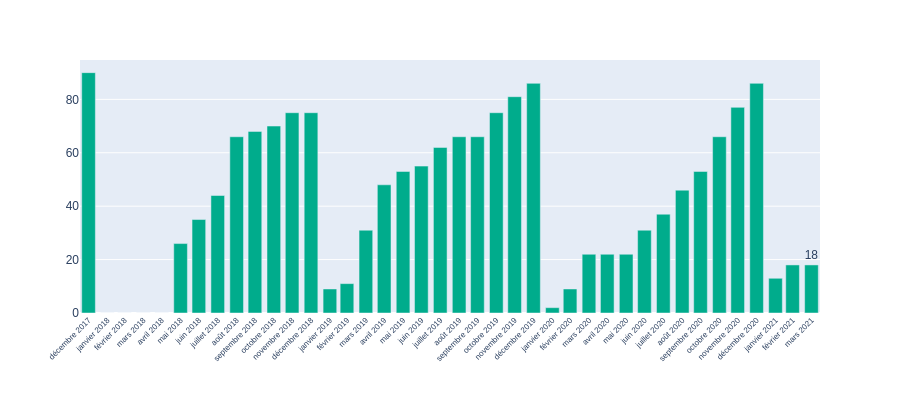 80
60
40
20
0
18
décembre 2017
janvier 2018
février 2018
mars 2018
avril 2018
mai 2018
juin 2018
juillet 2018
août 2018
septembre 2018
octobre 2018
novembre 2018
décembre 2018
janvier 2019
février 2019
mars 2019
avril 2019
mai 2019
juin 2019
juillet 2019
août 2019
septembre 2019
octobre 2019
novembre 2019
décembre 2019
janvier 2020
février 2020
mars 2020
avril 2020
mai 2020
juin 2020
juillet 2020
août 2020
septembre 2020
octobre 2020
novembre 2020
décembre 2020
janvier 2021
février 2021
mars 2021